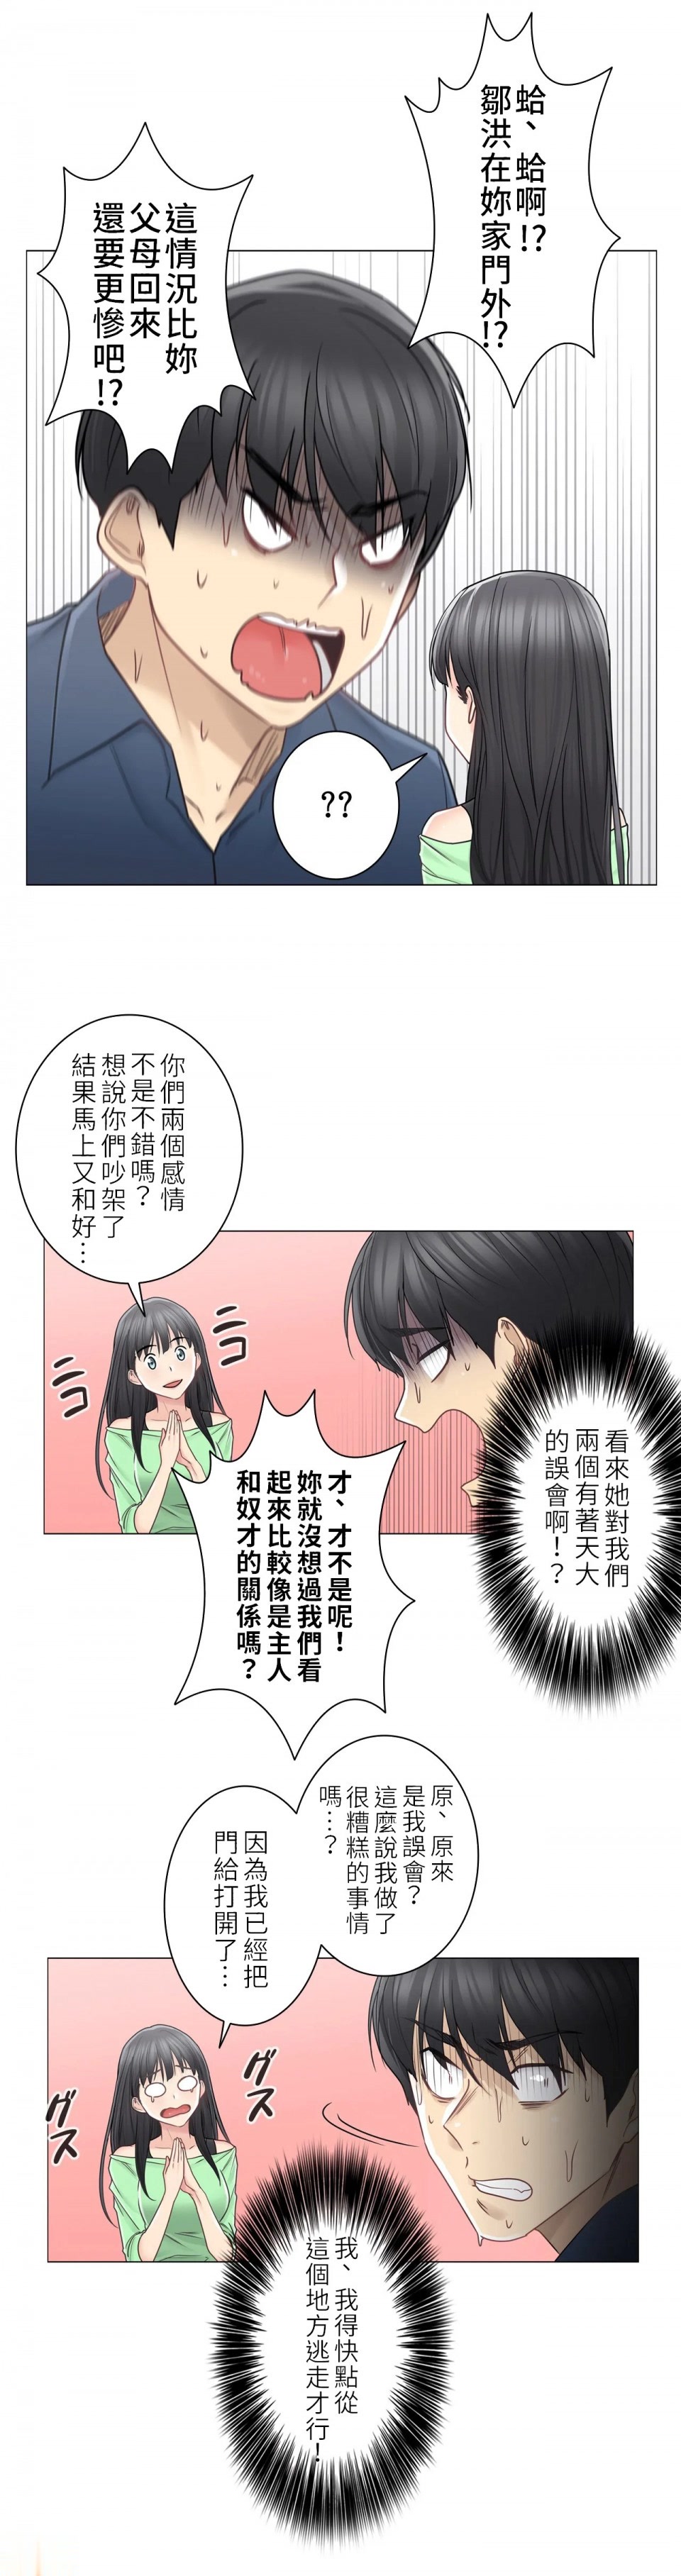 蛤、蛤啊!?
鄒洪在妳家門外!?
這情況比妳
父母回來
還要更慘吧!?
??
你們兩個感情
不是不錯嗎？
想說你們吵架了
結果馬上又和好…
ニコ
ニコ
看來她對我們
兩個有著天大
的誤會啊！？
才、才不是呢！
妳就沒想過我們看
起來比較像是主人
和奴才的關係嗎？
原、原來
是我誤會？
這麼說我做了
很糟糕的事情
嗎…？
因為我已經把
門給打開了…
グス
グス
我、我得快點從
這個地方逃走才行！